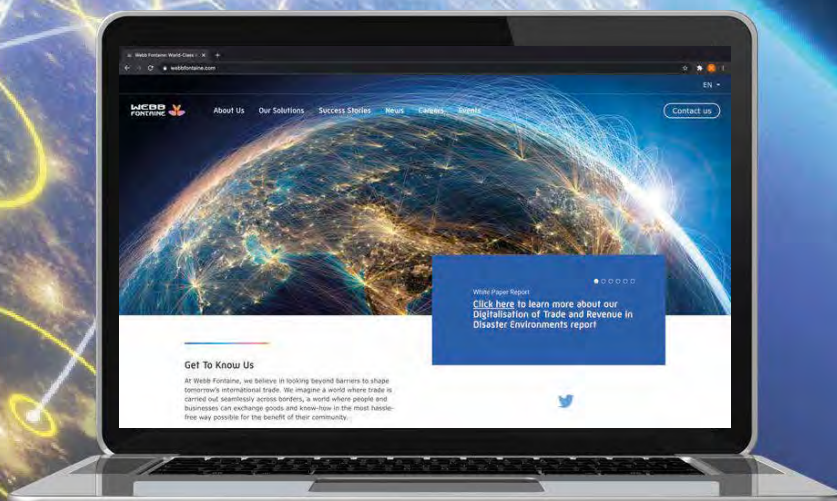 Webb Fontaine: World-Class
webbfontaine.com
EN
WEBB
FONTAINE
About Us Our Solutions Success Stories News Careers Events
Contact us
White Paper Report
Click here to learn more about our
Digitalisation of Trade and Revenue in
Disaster Environments report
Get To Know Us
At Webb Fontaine, we believe in looking beyond barriers to shape
tomorrow's international trade. We imagine a world where trade is
carried out seamlessly across borders, a world where people and
businesses can exchange goods and know-how in the most hassle-
free way possible for the benefit of their community.